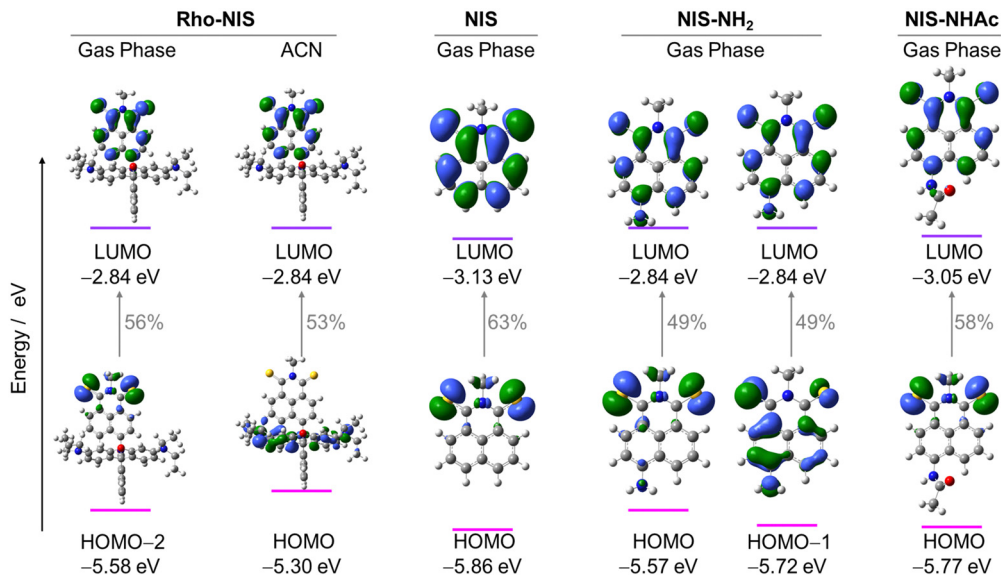 Rho-NIS NIS NIS-NH₂ NIS-NHAc
Gas Phase ACN Gas Phase Gas Phase Gas Phase
Energy / eV
LUMO LUMO LUMO LUMO LUMO LUMO
−2.84 eV −2.84 eV −3.13 eV −2.84 eV −2.84 eV −3.05 eV
56% 53% 63% 49% 49% 58%
HOMO−2 HOMO HOMO HOMO HOMO−1 HOMO
−5.58 eV −5.30 eV −5.86 eV −5.57 eV −5.72 eV −5.77 eV